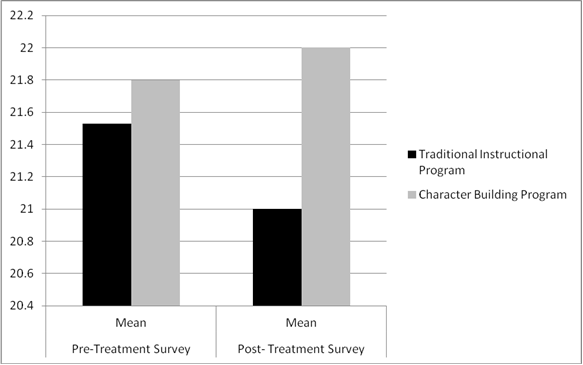 22.2
22
21.8
21.6
21.4
21.2
21
20.8
20.6
20.4
Mean
Mean
Pre-Treatment Survey
Post- Treatment Survey
Traditional Instructional
Program
Character Building Program